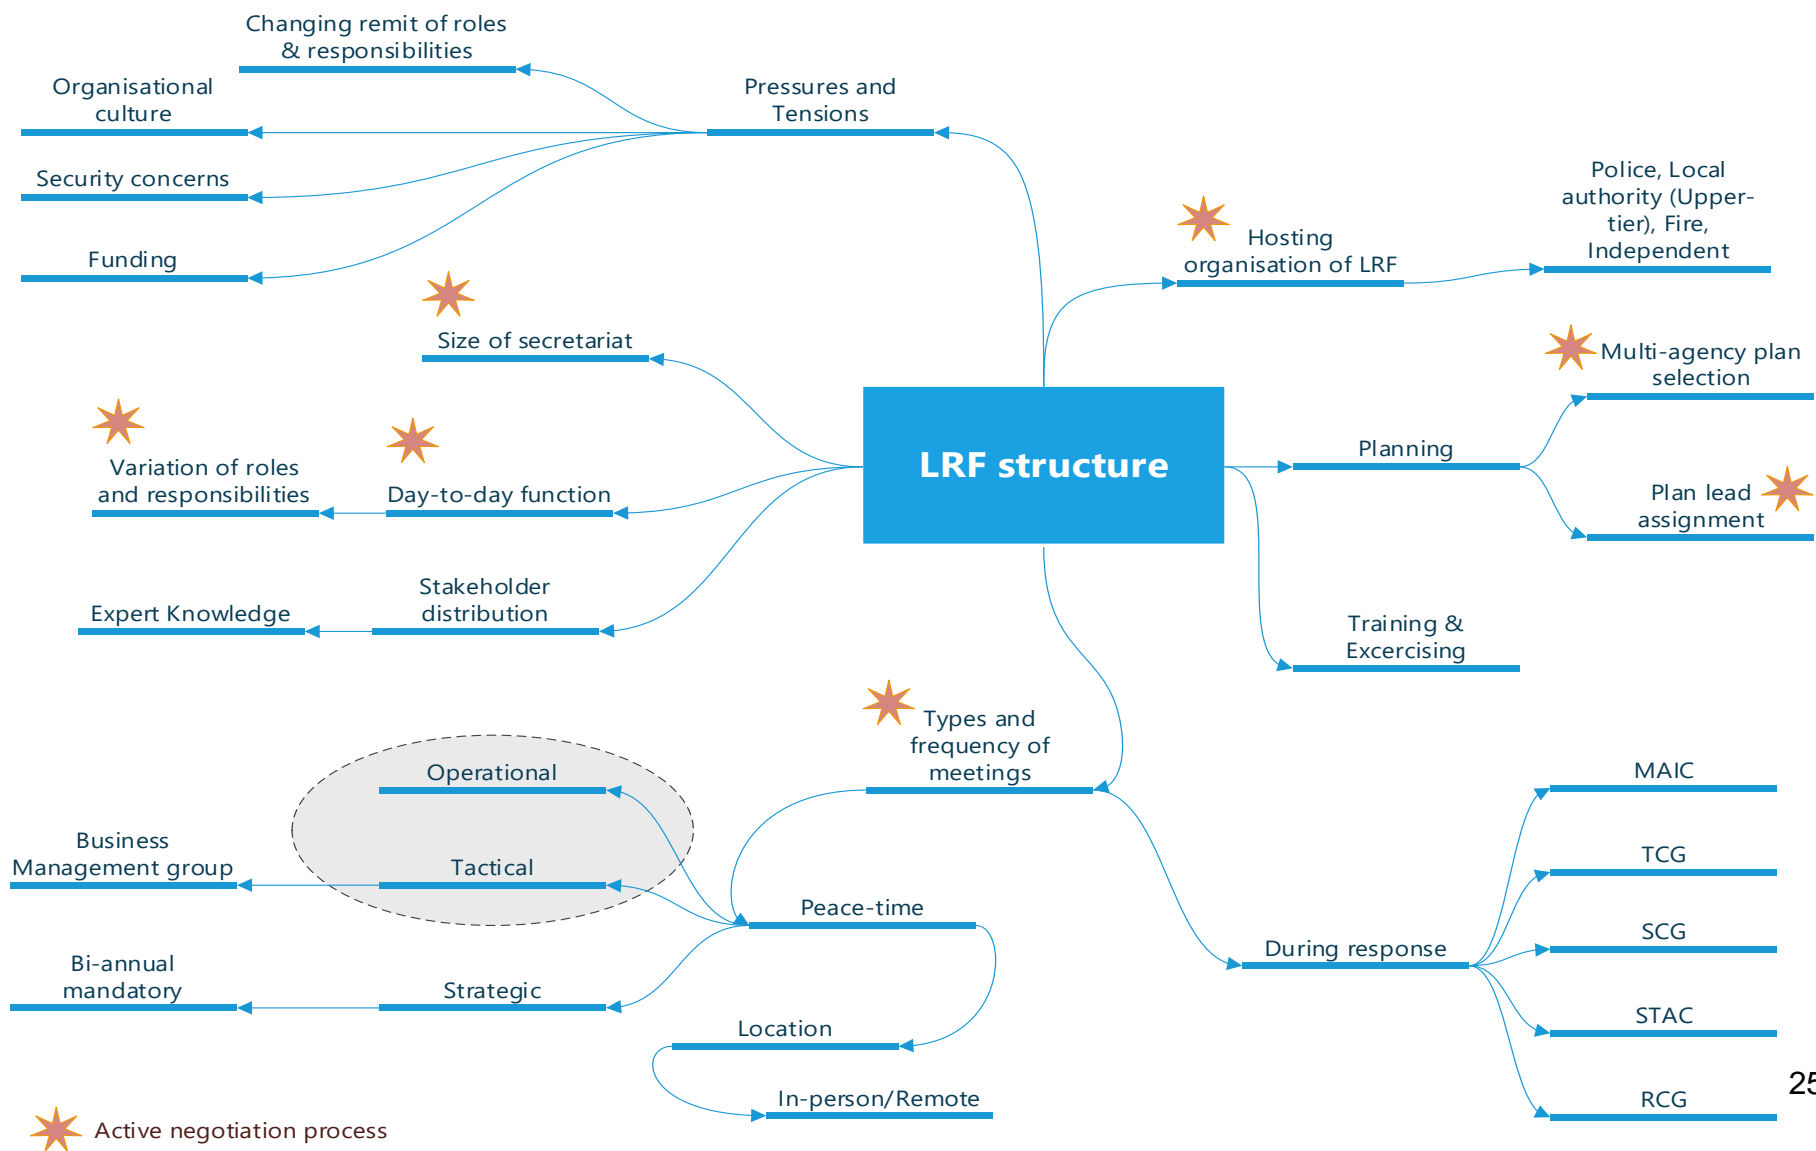 Changing remit of roles
& responsibilities
Organisational
culture
Security concerns
Funding
Pressures and
Tensions
Hosting
organisation of LRF
Police, Local
authority (Upper-
tier), Fire,
Independent
Size of secretariat
Multi-agency plan
selection
Variation of roles
and responsibilities
Day-to-day function
LRF structure
Planning
Plan lead
assignment
Expert Knowledge
Stakeholder
distribution
Training &
Excercising
Types and
frequency of
meetings
Operational
Business
Management group
Tactical
Peace-time
Bi-annual
mandatory
Strategic
Location
In-person/Remote
During response
MAIC
TCG
SCG
STAC
RCG
25
Active negotiation process